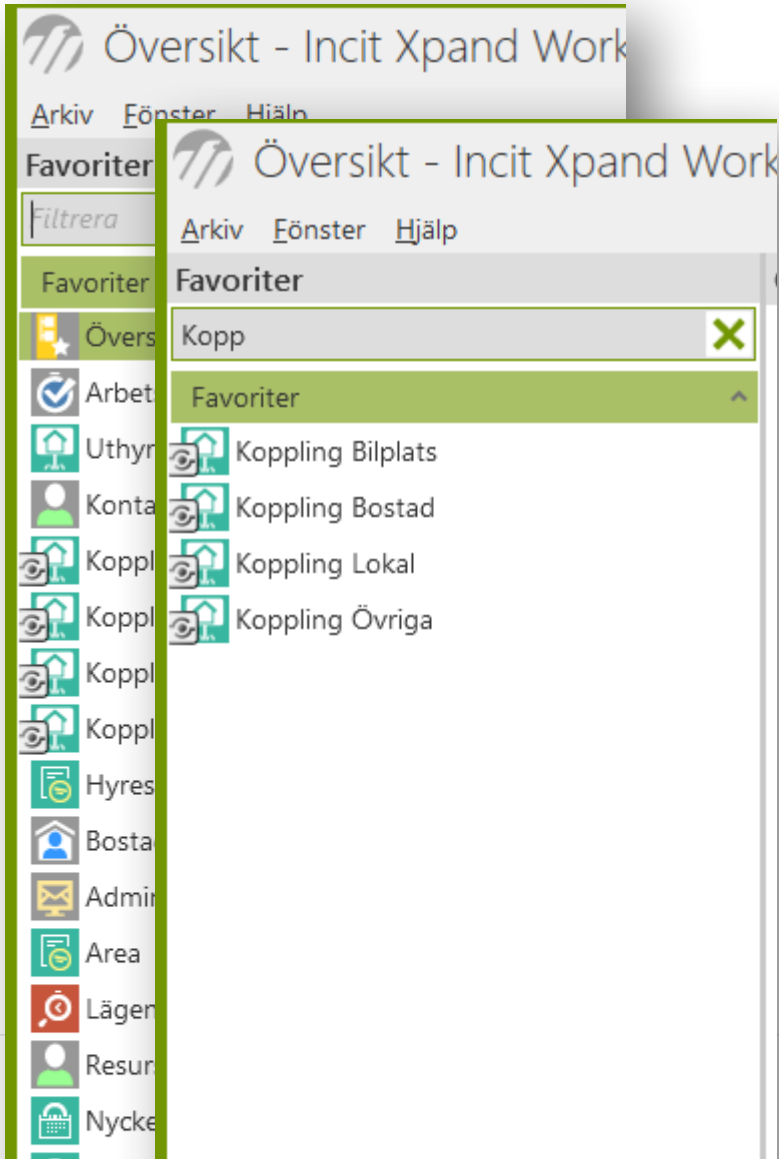 Översikt - Incit Xpand Work
Arkiv Fönster Hjälp
Favoriter
Filtrera
Favoriter
Övers
Arbet
Uthyr
Konta
Koppl
Koppl
Koppl
Koppl
Hyres
Bosta
Admin
Area
Lägen
Resur
Nycke
Översikt - Incit Xpand Work
Arkiv Fönster Hjälp
Favoriter
Kopp
Favoriter
Koppling Bilplats
Koppling Bostad
Koppling Lokal
Koppling Övriga